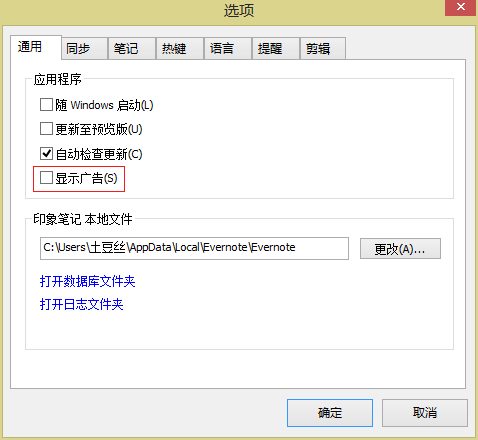 选项
通用 同步 笔记 热键 语言 提醒 剪辑
应用程序
随 Windows 启动(L)
更新至预览版(U)
自动检查更新(C)
显示广告(S)
印象笔记 本地文件
C:\Users\土豆丝\AppData\Local\Evernote\Evernote 更改(A)...
打开数据库文件夹
打开日志文件夹
确定 取消